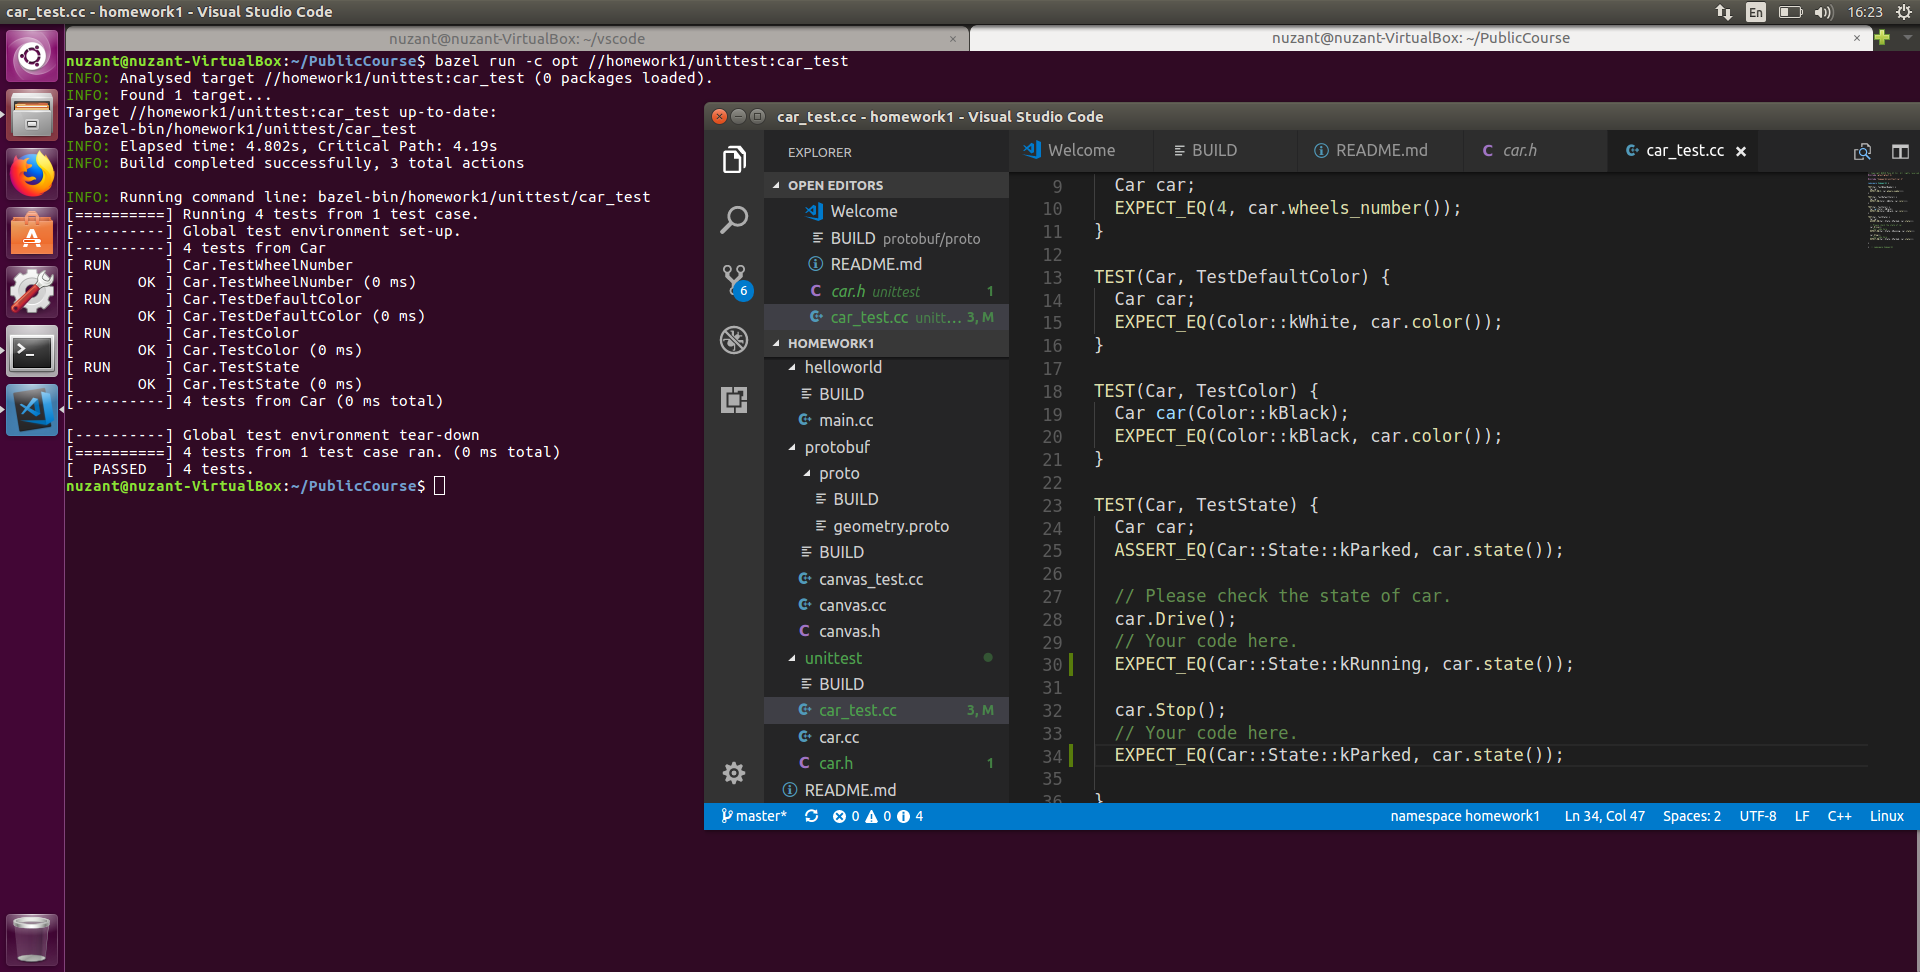 car_test.cc - homework1 - Visual Studio Code
En
16:23
nuzant@nuzant-VirtualBox: ~/vscode ×
nuzant@nuzant-VirtualBox: ~/PublicCourse ×
nuzant@nuzant-VirtualBox:~/PublicCourse$ bazel run -c opt //homework1/unittest:car_test
INFO: Analysed target //homework1/unittest:car_test (0 packages loaded).
INFO: Found 1 target...
Target //homework1/unittest:car_test up-to-date:
  bazel-bin/homework1/unittest/car_test
INFO: Elapsed time: 4.802s, Critical Path: 4.19s
INFO: Build completed successfully, 3 total actions
INFO: Running command line: bazel-bin/homework1/unittest/car_test
[==========] Running 4 tests from 1 test case.
[----------] Global test environment set-up.
[----------] 4 tests from Car
[ RUN      ] Car.TestWheelNumber
[       OK ] Car.TestWheelNumber (0 ms)
[ RUN      ] Car.TestDefaultColor
[       OK ] Car.TestDefaultColor (0 ms)
[ RUN      ] Car.TestColor
[       OK ] Car.TestColor (0 ms)
[ RUN      ] Car.TestState
[       OK ] Car.TestState (0 ms)
[----------] 4 tests from Car (0 ms total)
[----------] Global test environment tear-down
[==========] 4 tests from 1 test case ran. (0 ms total)
[  PASSED  ] 4 tests.
nuzant@nuzant-VirtualBox:~/PublicCourse$
car_test.cc - homework1 - Visual Studio Code
6
EXPLORER
OPEN EDITORS
Welcome
BUILD protobuf/proto
README.md
car.h unittest 1
car_test.cc unitt... 3, M
HOMEWORK1
helloworld
BUILD
main.cc
protobuf
proto
BUILD
geometry.proto
BUILD
canvas_test.cc
canvas.cc
canvas.h
unittest
BUILD
car_test.cc 3, M
car.cc
car.h 1
README.md
Welcome
BUILD
README.md
car.h
car_test.cc ×
9 Car car;
10 EXPECT_EQ(4, car.wheels_number());
11 }
12
13 TEST(Car, TestDefaultColor) {
14 Car car;
15 EXPECT_EQ(Color::kWhite, car.color());
16 }
17
18 TEST(Car, TestColor) {
19 Car car(Color::kBlack);
20 EXPECT_EQ(Color::kBlack, car.color());
21 }
22
23 TEST(Car, TestState) {
24 Car car;
25 ASSERT_EQ(Car::State::kParked, car.state());
26
27 // Please check the state of car.
28 car.Drive();
29 // Your code here.
30 EXPECT_EQ(Car::State::kRunning, car.state());
31
32 car.Stop();
33 // Your code here.
34 EXPECT_EQ(Car::State::kParked, car.state());
35
36 }
master* 0 0 4
namespace homework1 Ln 34, Col 47 Spaces: 2 UTF-8 LF C++ Linux